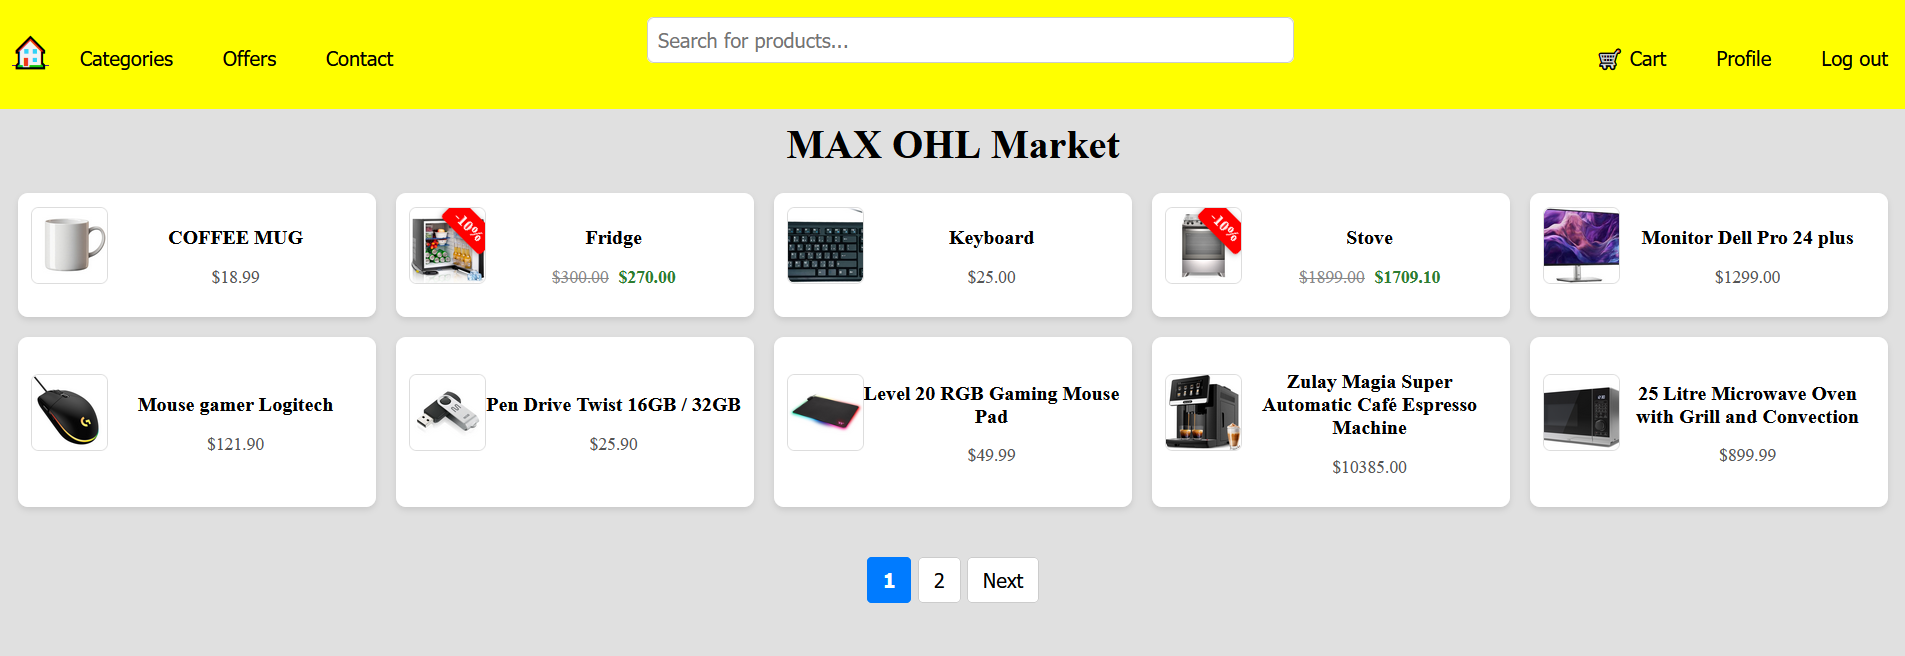 Search for products...
Categories
Offers
Contact
Cart
Profile
Log out
MAX OHL Market
COFFEE MUG
$18.99
-10%
Fridge
$300.00 $270.00
Keyboard
$25.00
-10%
Stove
$1899.00 $1709.10
Monitor Dell Pro 24 plus
$1299.00
Mouse gamer Logitech
$121.90
Pen Drive Twist 16GB / 32GB
$25.90
Level 20 RGB Gaming Mouse
Pad
$49.99
Zulay Magia Super
Automatic Café Espresso
Machine
$10385.00
25 Litre Microwave Oven
with Grill and Convection
$899.99
1
2
Next